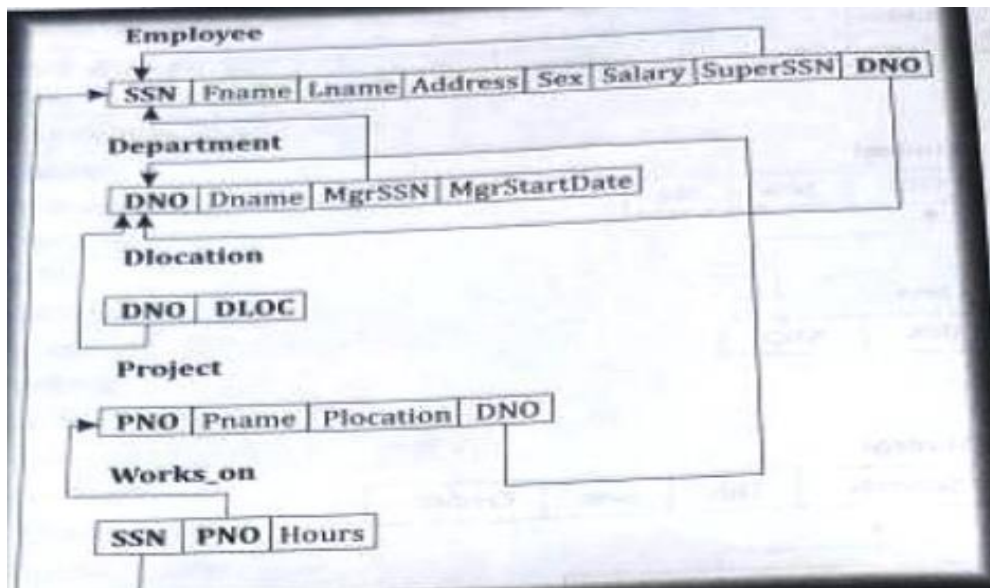 Employee
SSN Fname Lname Address Sex Salary SuperSSN DNO
Department
DNO Dname MgrSSN MgrStartDate
Dlocation
DNO DLOC
Project
PNO Pname Plocation DNO
Works_on
SSN PNO Hours